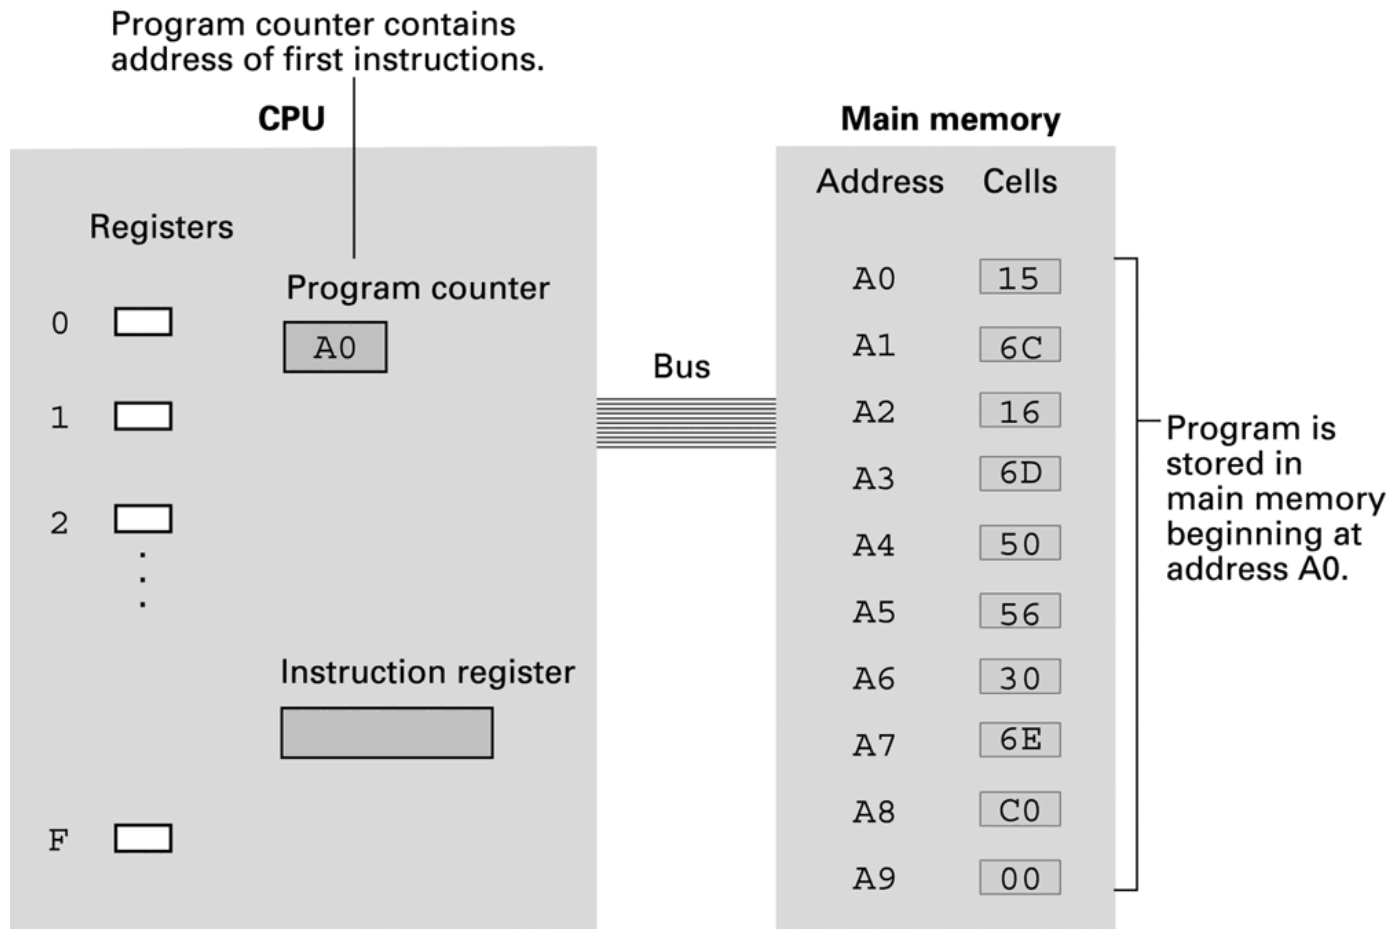 Program counter contains
address of first instructions.
CPU
Main memory
Address Cells
Registers
Program counter
A0
0
1
2
F
Instruction register
Bus
A0 15
A1 6C
A2 16
A3 6D
A4 50
A5 56
A6 30
A7 6E
A8 C0
A9 00
Program is
stored in
main memory
beginning at
address A0.